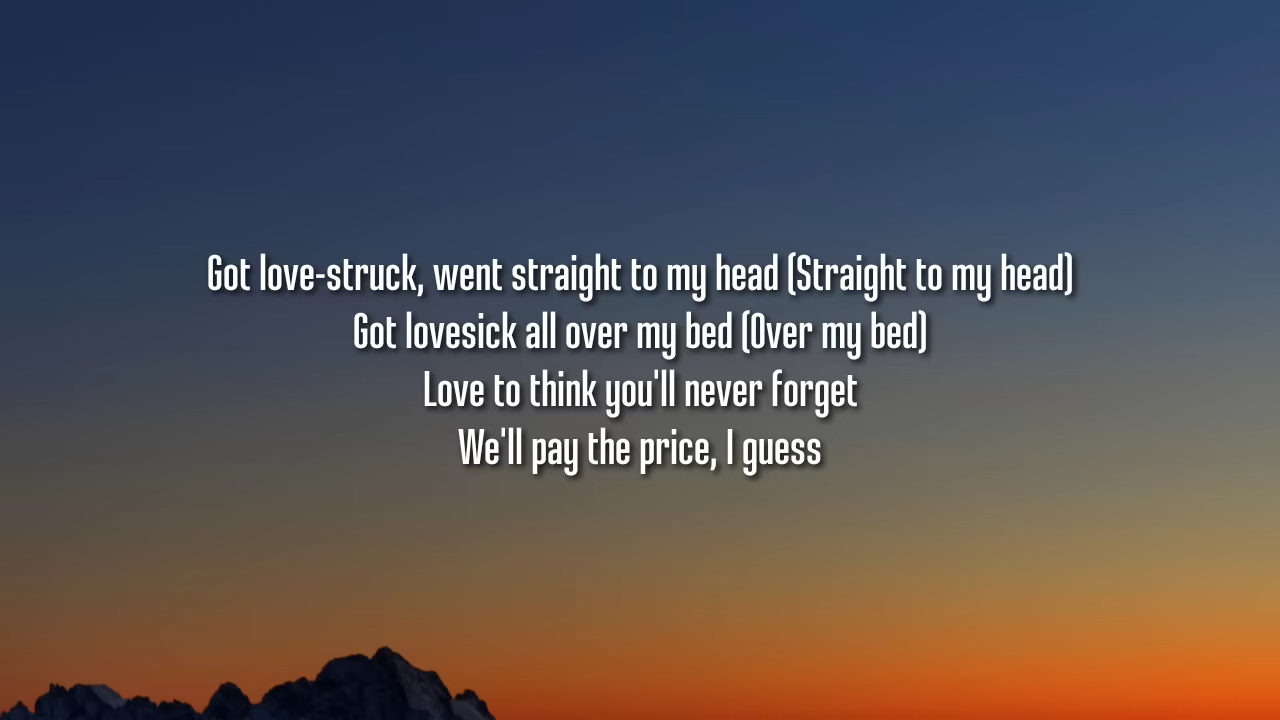 Got love-struck, went straight to my head (Straight to my head)
Got lovesick all over my bed (Over my bed)
Love to think you'll never forget
We'll pay the price, I guess